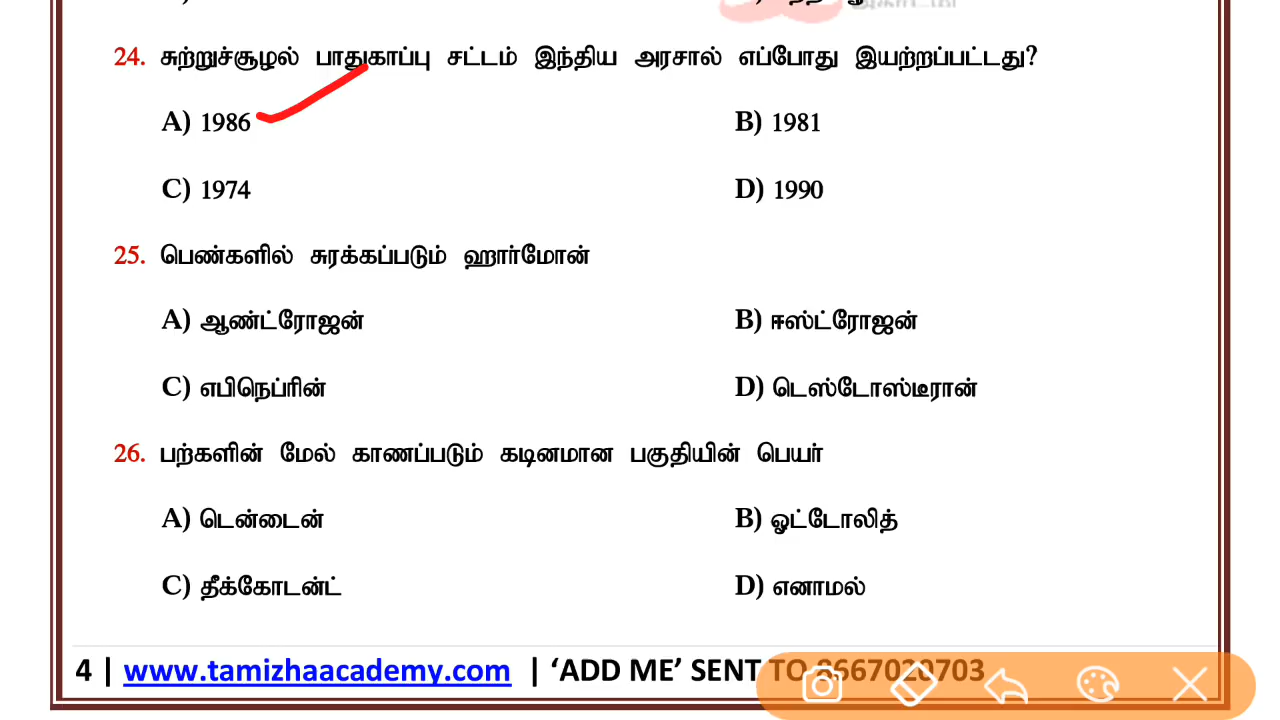 24. சுற்றுச்சூழல் பாதுகாப்பு சட்டம் இந்திய அரசால் எப்போது இயற்றப்பட்டது?
A) 1986 B) 1981
C) 1974 D) 1990
25. பெண்களில் சுரக்கப்படும் ஹார்மோன்
A) ஆண்ட்ரோஜன் B) ஈஸ்ட்ரோஜன்
C) எபிநெப்ரின் D) டெஸ்டோஸ்டீரான்
26. பற்களின் மேல் காணப்படும் கடினமான பகுதியின் பெயர்
A) டென்டைன் B) ஓட்டோலித்
C) தீக்கோடன்ட் D) எனாமல்
4 | www.tamizhaacademy.com | ‘ADD ME’ SENT TO 8667020703